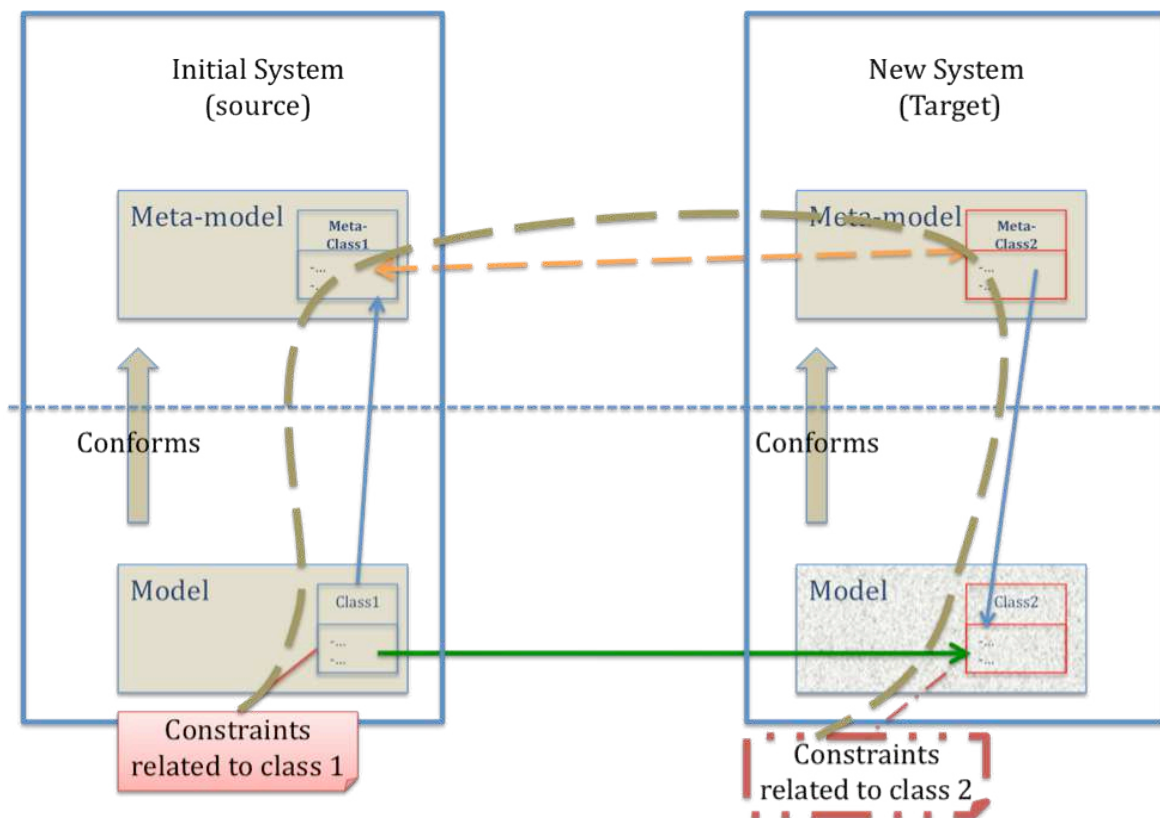 Initial System
(source)
New System
(Target)
Meta-model
Meta-
Class1
-...
-..
Meta-model
Meta-
Class2
-...
-..
Conforms
Conforms
Model
Class1
-...
-...
Model
Class2
-...
-...
Constraints
related to class 1
Constraints
related to class 2